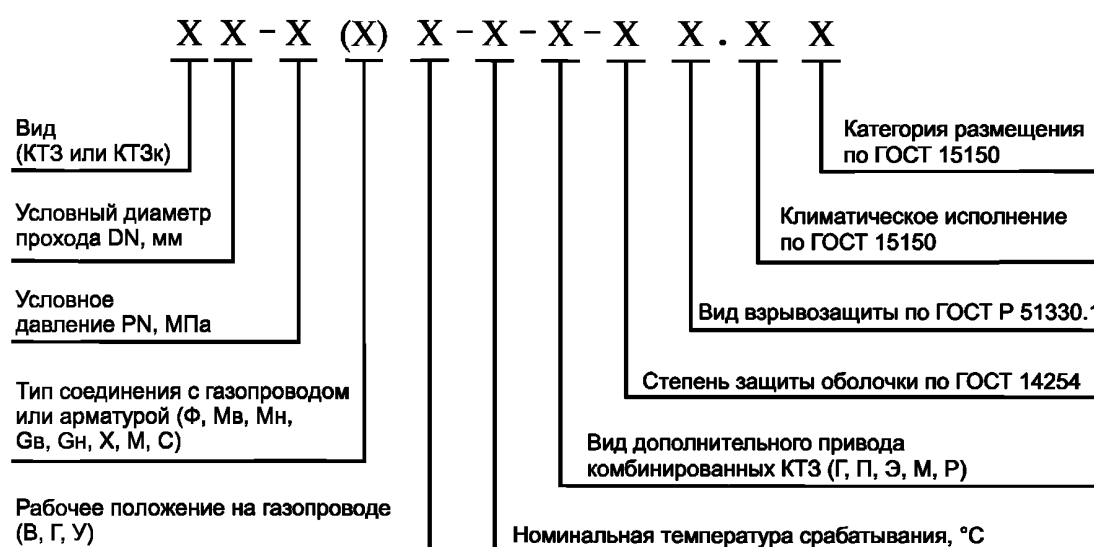 X X - X (X) X - X - X - X X . X X
Вид
(КТЗ или КТЗк)
Условный диаметр
прохода DN, мм
Условное
давление PN, МПа
Тип соединения с газопроводом
или арматурой (Ф, Мв, Мн,
Gв, Gн, Х, М, С)
Рабочее положение на газопроводе
(В, Г, У)
Категория размещения
по ГОСТ 15150
Климатическое исполнение
по ГОСТ 15150
Вид взрывозащиты по ГОСТ Р 51330.1
Степень защиты оболочки по ГОСТ 14254
Вид дополнительного привода
комбинированных КТЗ (Г, П, Э, М, Р)
Номинальная температура срабатывания, °С